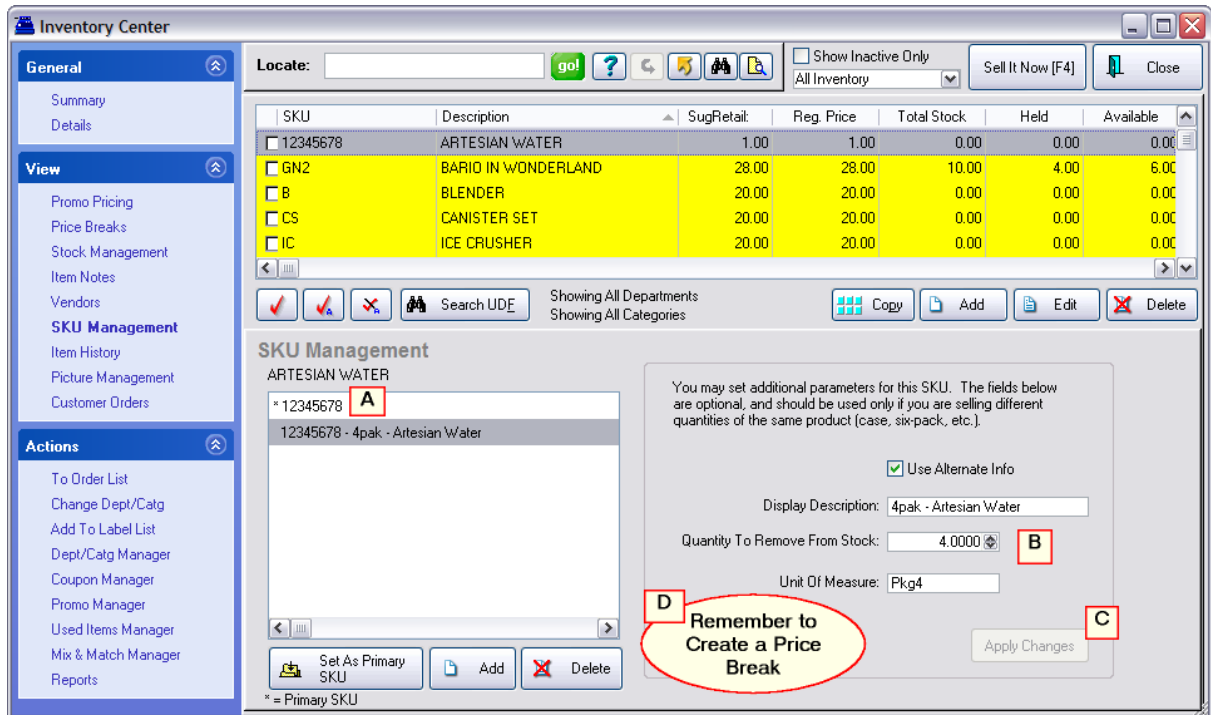 Inventory Center
General
Summary
Details
View
Promo Pricing
Price Breaks
Stock Management
Item Notes
Vendors
SKU Management
Item History
Picture Management
Customer Orders
Actions
To Order List
Change Dept/Catg
Add To Label List
Dept/Catg Manager
Coupon Manager
Promo Manager
Used Items Manager
Mix & Match Manager
Reports
Locate:
go!
?
Show Inactive Only
All Inventory
Sell It Now [F4]
Close
SKU Description SugRetail: Reg. Price Total Stock Held Available
12345678 ARTESIAN WATER 1.00 1.00 0.00 0.00 0.00
GN2 BARIO IN WONDERLAND 28.00 28.00 10.00 4.00 6.00
B BLENDER 20.00 20.00 0.00 0.00 0.00
CS CANISTER SET 20.00 20.00 0.00 0.00 0.00
IC ICE CRUSHER 20.00 20.00 0.00 0.00 0.00
Search UDF
Showing All Departments
Showing All Categories
Copy
Add
Edit
Delete
SKU Management
ARTESIAN WATER
* 12345678
A
12345678 - 4pak - Artesian Water
Set As Primary
SKU
Add
Delete
* = Primary SKU
You may set additional parameters for this SKU. The fields below
are optional, and should be used only if you are selling different
quantities of the same product (case, six-pack, etc.).
Use Alternate Info
Display Description: 4pak - Artesian Water
Quantity To Remove From Stock: 4.0000
B
Unit Of Measure: Pkg4
D
Remember to
Create a Price
Break
C
Apply Changes